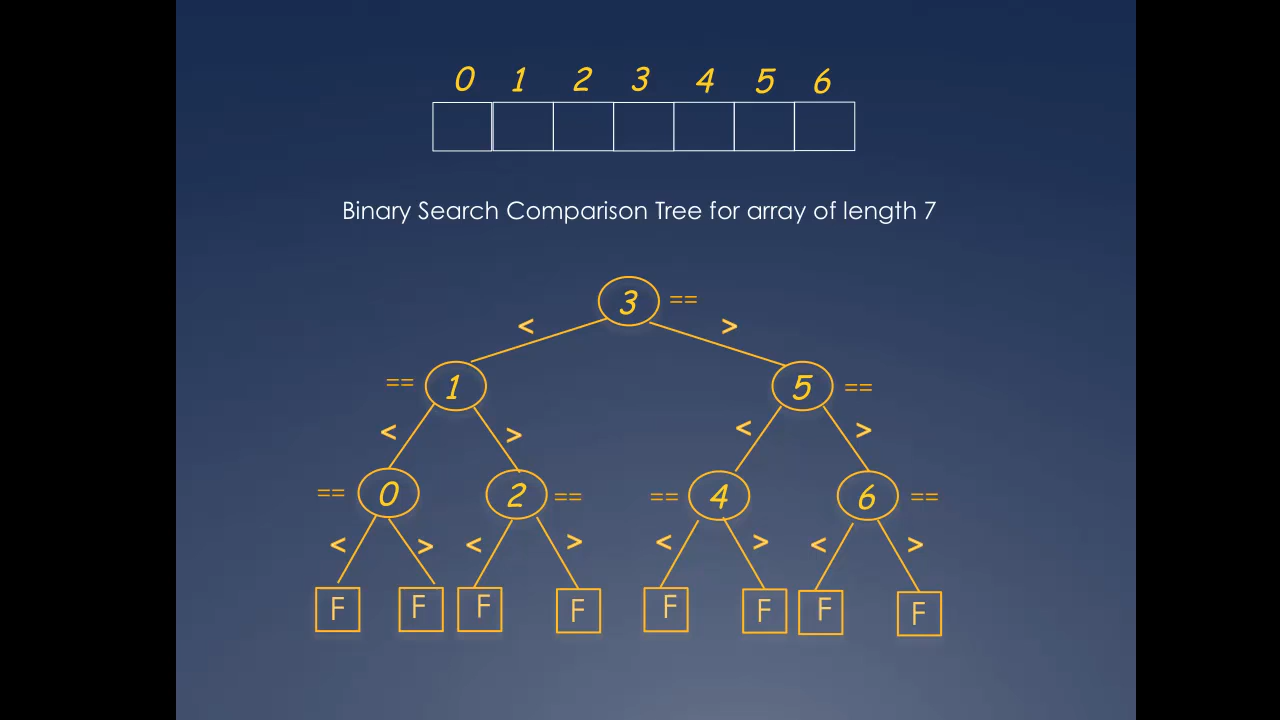 0 1 2 3 4 5 6
Binary Search Comparison Tree for array of length 7
3 ==
< >
== 1 5 ==
< > < >
== 0 2 == == 4 6 ==
< > < > < > < >
F F F F F F F F